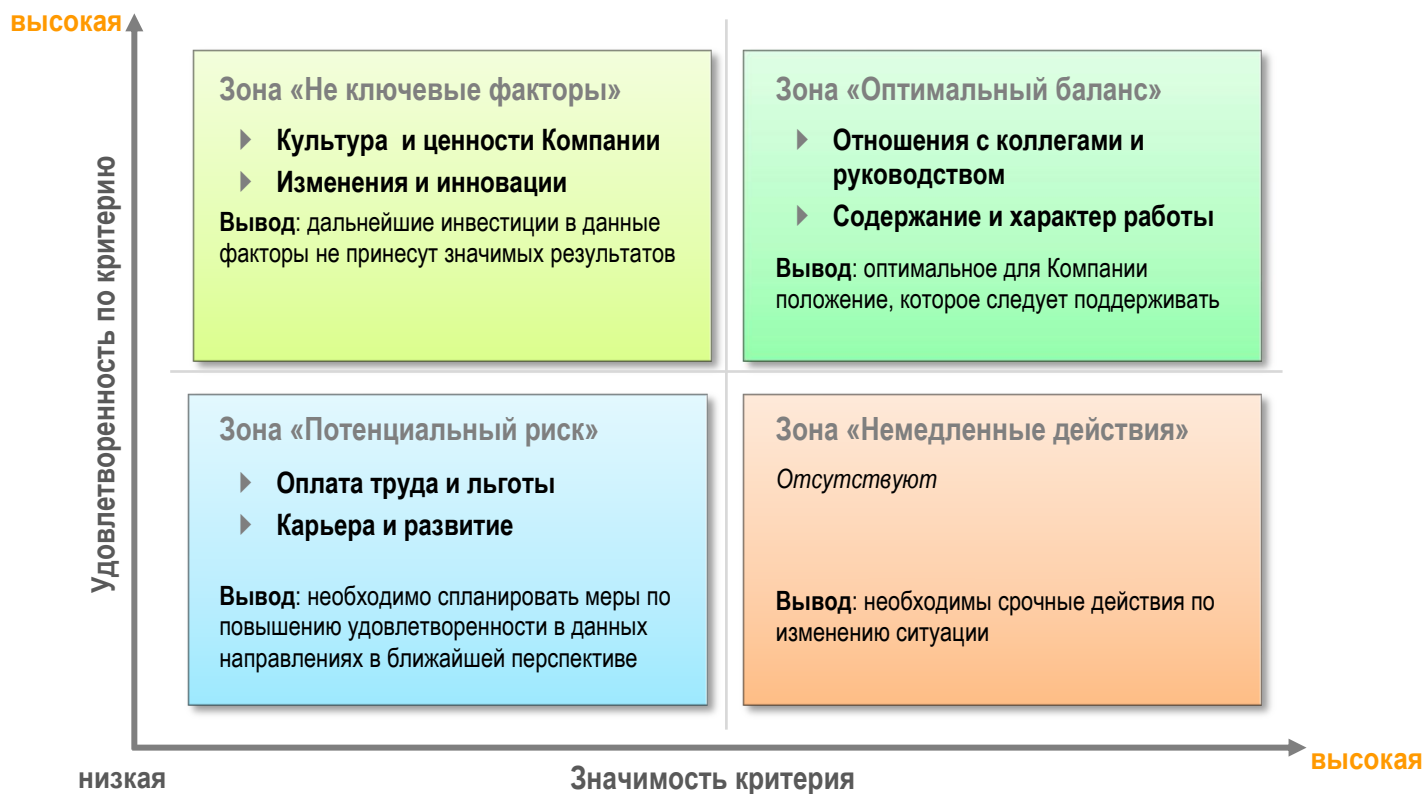 высокая
Удовлетворенность по критерию
Зона «Не ключевые факторы»
Культура и ценности Компании
Изменения и инновации
Вывод: дальнейшие инвестиции в данные
факторы не принесут значимых результатов
Зона «Оптимальный баланс»
Отношения с коллегами и
руководством
Содержание и характер работы
Вывод: оптимальное для Компании
положение, которое следует поддерживать
Зона «Потенциальный риск»
Оплата труда и льготы
Карьера и развитие
Вывод: необходимо спланировать меры по
повышению удовлетворенности в данных
направлениях в ближайшей перспективе
Зона «Немедленные действия»
Отсутствуют
Вывод: необходимы срочные действия по
изменению ситуации
низкая
Значимость критерия
высокая